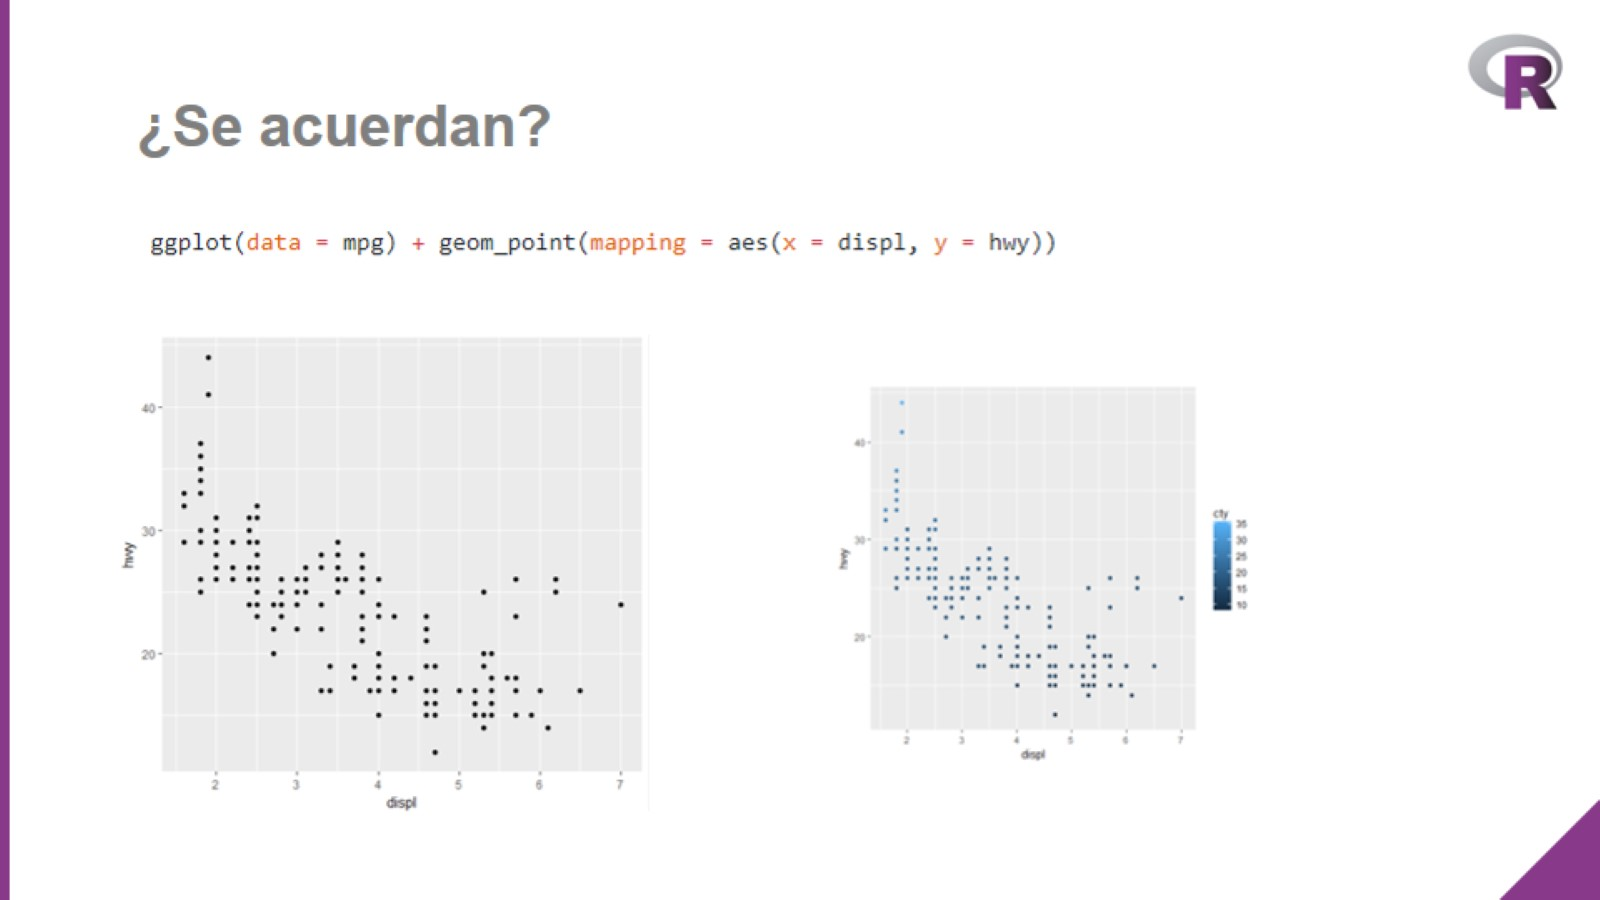 R
¿Se acuerdan?
ggplot(data = mpg) + geom_point(mapping = aes(x = displ, y = hwy))
40
30
20
hwy
2 3 4 5 6 7
displ
40
30
20
hwy
2 3 4 5 6 7
displ
cty
35
30
25
20
15
10